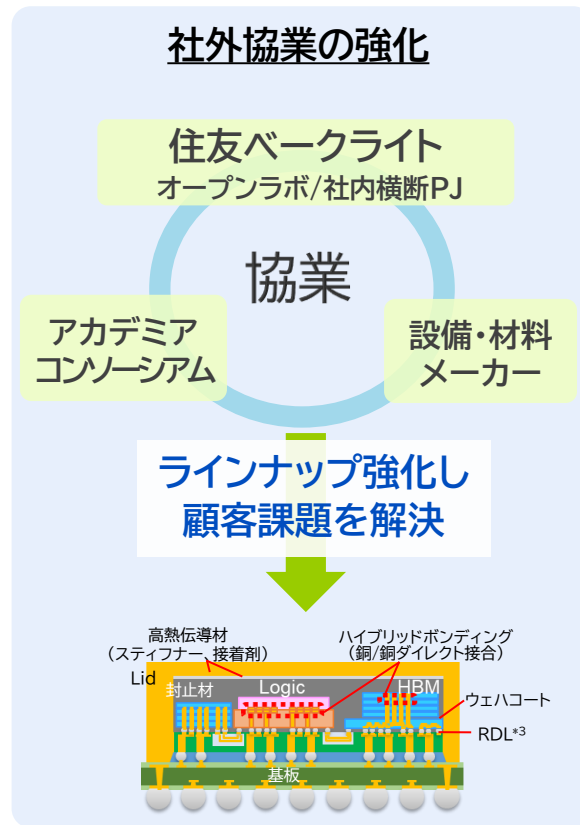 社外協業の強化
住友ベークライト
オープンラボ/社内横断PJ
協業
アカデミア
コンソーシアム
設備・材料
メーカー
ラインナップ強化し
顧客課題を解決
高熱伝導材
(スティフナー、接着剤)
ハイブリッドボンディング
(銅/銅ダイレクト接合)
Lid
封止材
Logic
HBM
ウェハコート
RDL*3
基板